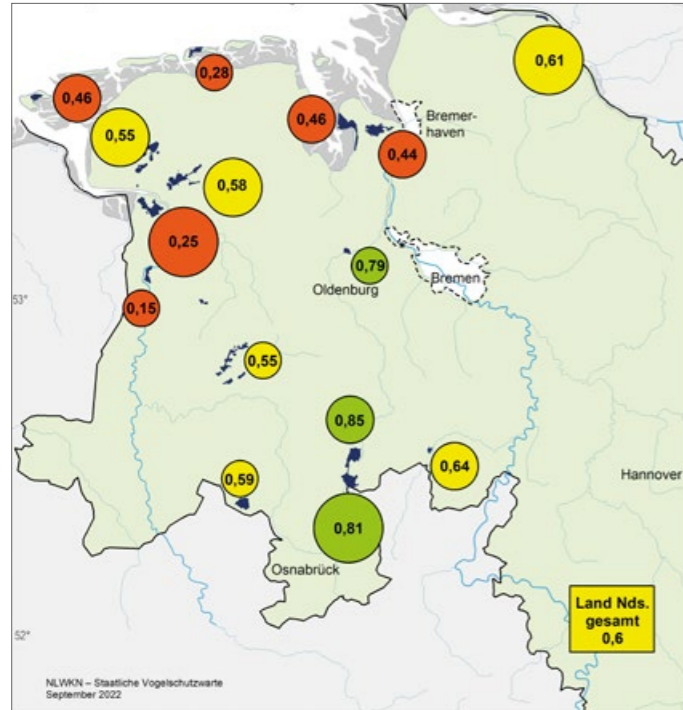 0,61
0,28
0,46
0,46
Bremer-
haven
0,55
0,44
0,58
0,25
0,79
Bremen
Oldenburg
53°
0,15
0,55
0,85
0,64
Hannover
0,59
0,81
Osnabrück
Land Nds.
gesamt
0,6
52°
NLWKN – Staatliche Vogelschutzwarte
September 2022